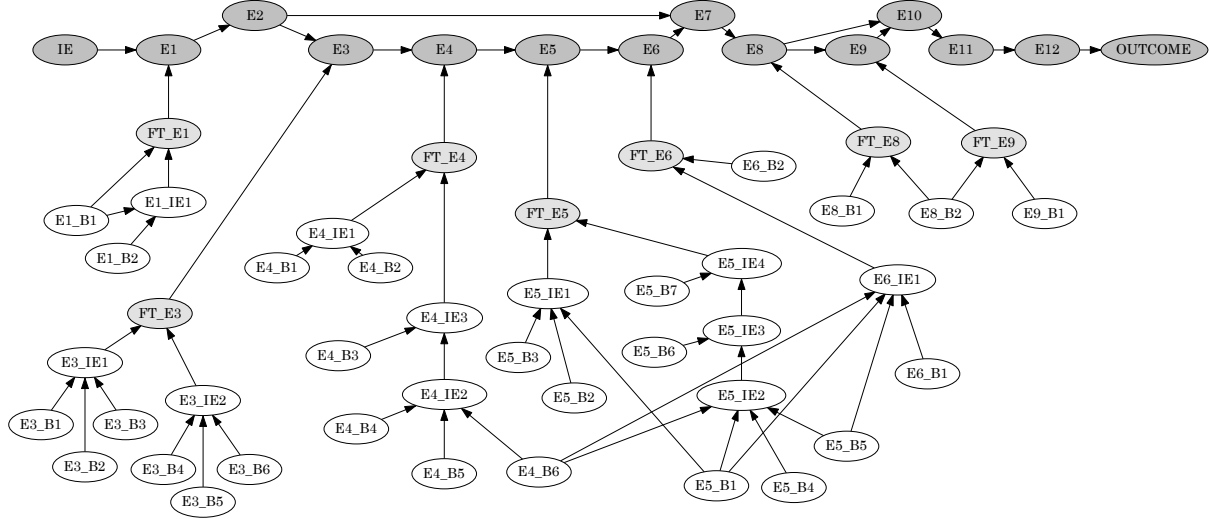 E2
E7
E10
IE
E1
E3
E4
E5
E6
E8
E9
E11
E12
OUTCOME
FT_E1
FT_E8
FT_E9
FT_E4
FT_E6
E6_B2
E1_IE1
E1_B1
E8_B1
E8_B2
E9_B1
FT_E5
E4_IE1
E1_B2
E4_B1
E4_B2
E5_IE4
E6_IE1
E5_B7
E5_IE1
FT_E3
E4_IE3
E5_IE3
E4_B3
E5_B3
E5_B6
E3_IE1
E6_B1
E4_IE2
E5_IE2
E5_B2
E3_IE2
E3_B1
E3_B3
E4_B4
E5_B5
E3_B2
E3_B4
E3_B6
E4_B5
E4_B6
E5_B1
E5_B4
E3_B5